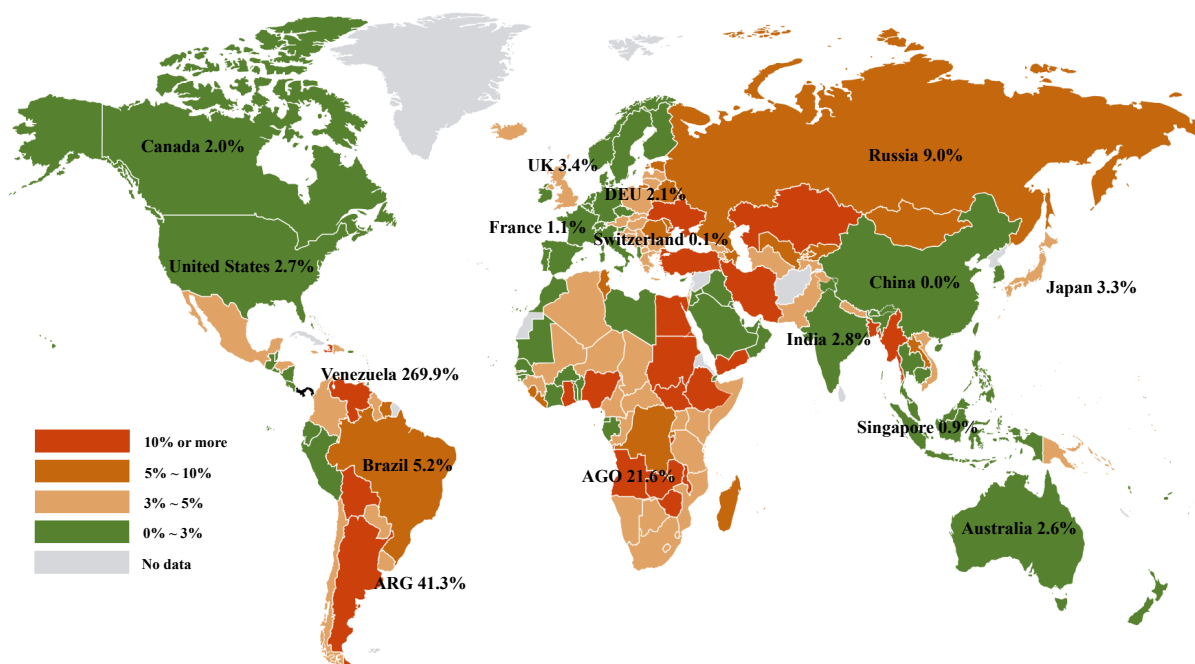 Canada 2.0%
Russia 9.0%
UK 3.4%
DEU 2.1%
France 1.1%
Switzerland 0.1%
United States 2.7%
China 0.0%
Japan 3.3%
India 2.8%
Venezuela 269.9%
Singapore 0.9%
10% or more
5% ~ 10%
Brazil 5.2%
AGO 21.6%
3% ~ 5%
0% ~ 3%
Australia 2.6%
No data
ARG 41.3%